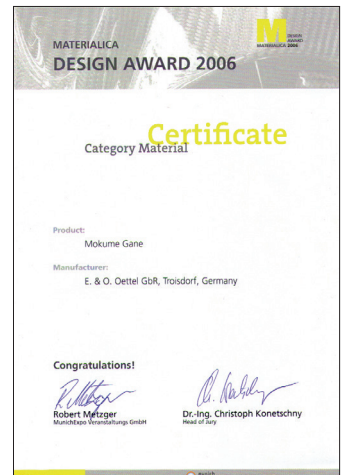 MATERIALICA
DESIGN AWARD 2006
M
DESIGN
AWARD
MATERIALICA 2006
Certificate
Category Material
Product:
Mokume Gane
Manufacturer:
E. & O. Oettel GbR, Troisdorf, Germany
Congratulations!
Robert Metzger
MunichExpo Veranstaltungs GmbH
Dr.-Ing. Christoph Konetschny
Head of Jury